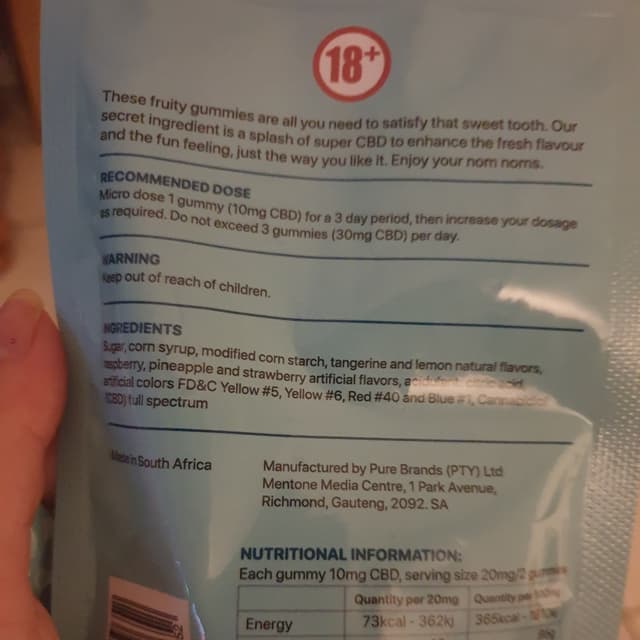 18+
These fruity gummies are all you need to satisfy that sweet tooth. Our
secret ingredient is a splash of super CBD to enhance the fresh flavour
and the fun feeling, just the way you like it. Enjoy your nom noms.
RECOMMENDED DOSE
Micro dose 1 gummy (10mg CBD) for a 3 day period, then increase your dosage
as required. Do not exceed 3 gummies (30mg CBD) per day.
WARNING
Keep out of reach of children.
INGREDIENTS
Sugar, corn syrup, modified corn starch, tangerine and lemon natural flavors,
raspberry, pineapple and strawberry artificial flavors,
artificial colors FD&C Yellow #5, Yellow #6, Red #40 and Blue #1, Cannabidiol
(CBD) full spectrum
Made in South Africa
Manufactured by Pure Brands (PTY) Ltd
Mentone Media Centre, 1 Park Avenue,
Richmond, Gauteng, 2092. SA
NUTRITIONAL INFORMATION:
Each gummy 10mg CBD, serving size 20mg/2 gummies
Quantity per 20mg Quantity per 100mg
Energy 73kcal - 362kj 365kcal -